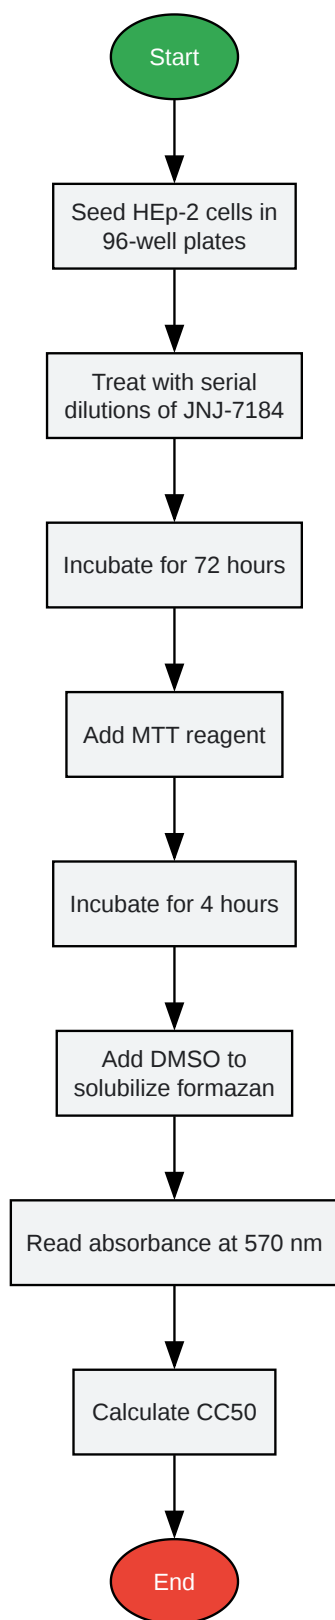 Start
Seed HEp-2 cells in
96-well plates
Treat with serial
dilutions of JNJ-7184
Incubate for 72 hours
Add MTT reagent
Incubate for 4 hours
Add DMSO to
solubilize formazan
Read absorbance at 570 nm
Calculate CC50
End